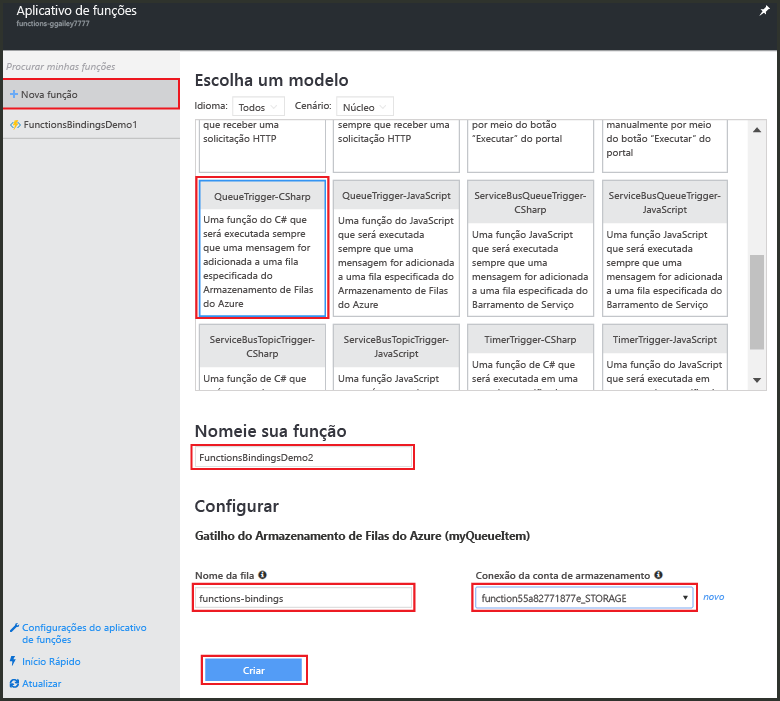 Aplicativo de funções
functions-ggailey7777
Procurar minhas funções
+ Nova função
FunctionsBindingsDemo1
Configurações do aplicativo
de funções
Início Rápido
Atualizar
Escolha um modelo
Idioma: Todos Cenário: Núcleo
que receber uma
solicitação HTTP
sempre que receber uma
solicitação HTTP
por meio do botão
“Executar” do portal
manualmente por meio
do botão “Executar” do
portal
QueueTrigger-CSharp
Uma função do C# que
será executada sempre
que uma mensagem for
adicionada a uma fila
especificada do
Armazenamento de Filas
do Azure
QueueTrigger-JavaScript
Uma função do JavaScript
que será executada
sempre que uma
mensagem for adicionada
a uma fila especificada do
Armazenamento de Filas
do Azure
ServiceBusQueueTrigger-
CSharp
Uma função JavaScript
que será executada
sempre que uma
mensagem for adicionada
a uma fila especificada do
Barramento de Serviço
ServiceBusQueueTrigger-
JavaScript
Uma função JavaScript
que será executada
sempre que uma
mensagem for adicionada
a uma fila especificada do
Barramento de Serviço
ServiceBusTopicTrigger-
CSharp
Uma função de C# que
ServiceBusTopicTrigger-
JavaScript
Uma função JavaScript
TimerTrigger-CSharp
Uma função de C# que
será executada em uma
TimerTrigger-JavaScript
Uma função do JavaScript
que será executada em
Nomeie sua função
FunctionsBindingsDemo2
Configurar
Gatilho do Armazenamento de Filas do Azure (myQueueItem)
Nome da fila
functions-bindings
Conexão da conta de armazenamento
function55a82771877e_STORAGE
novo
Criar